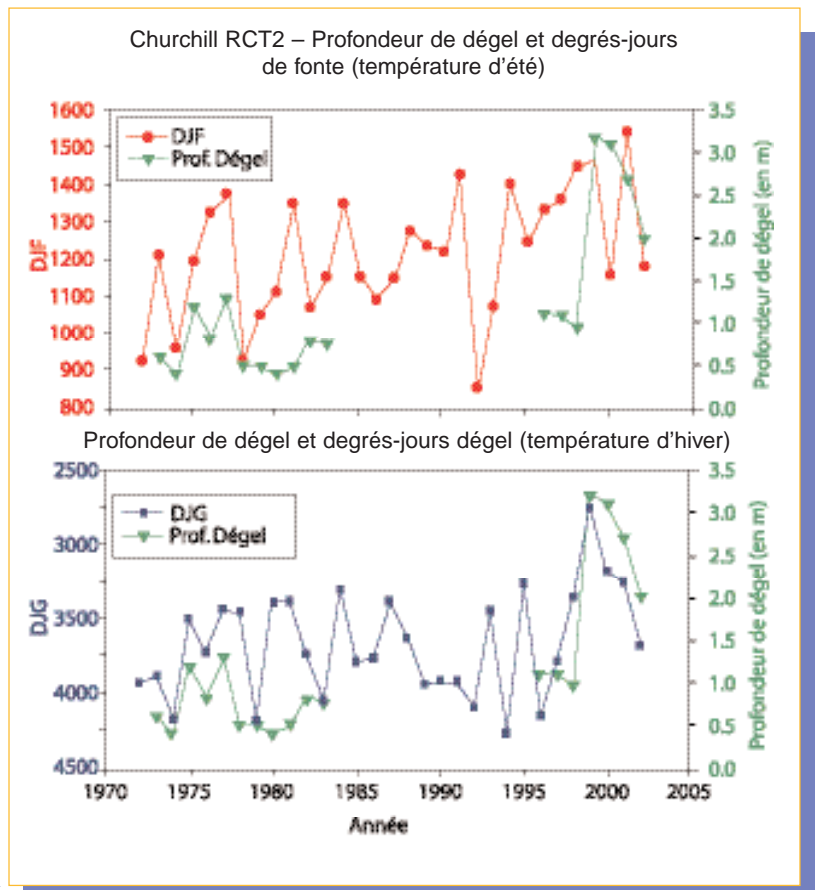 Churchill RCT2 – Profondeur de dégel et degrés-jours
de fonte (température d'été)
1600
1500
1400
1300
1200
1100
1000
900
800
DJF
DJF
Prof. Dégel
3.5
3.0
2.5
2.0
1.5
1.0
0.5
0.0
Profondeur de dégel (en m)
Profondeur de dégel et degrés-jours dégel (température d'hiver)
2500
3000
3500
4000
4500
DJG
DJG
Prof. Dégel
3.5
3.0
2.5
2.0
1.5
1.0
0.5
0.0
Profondeur de dégel (en m)
1970 1975 1980 1985 1990 1995 2000 2005
Année